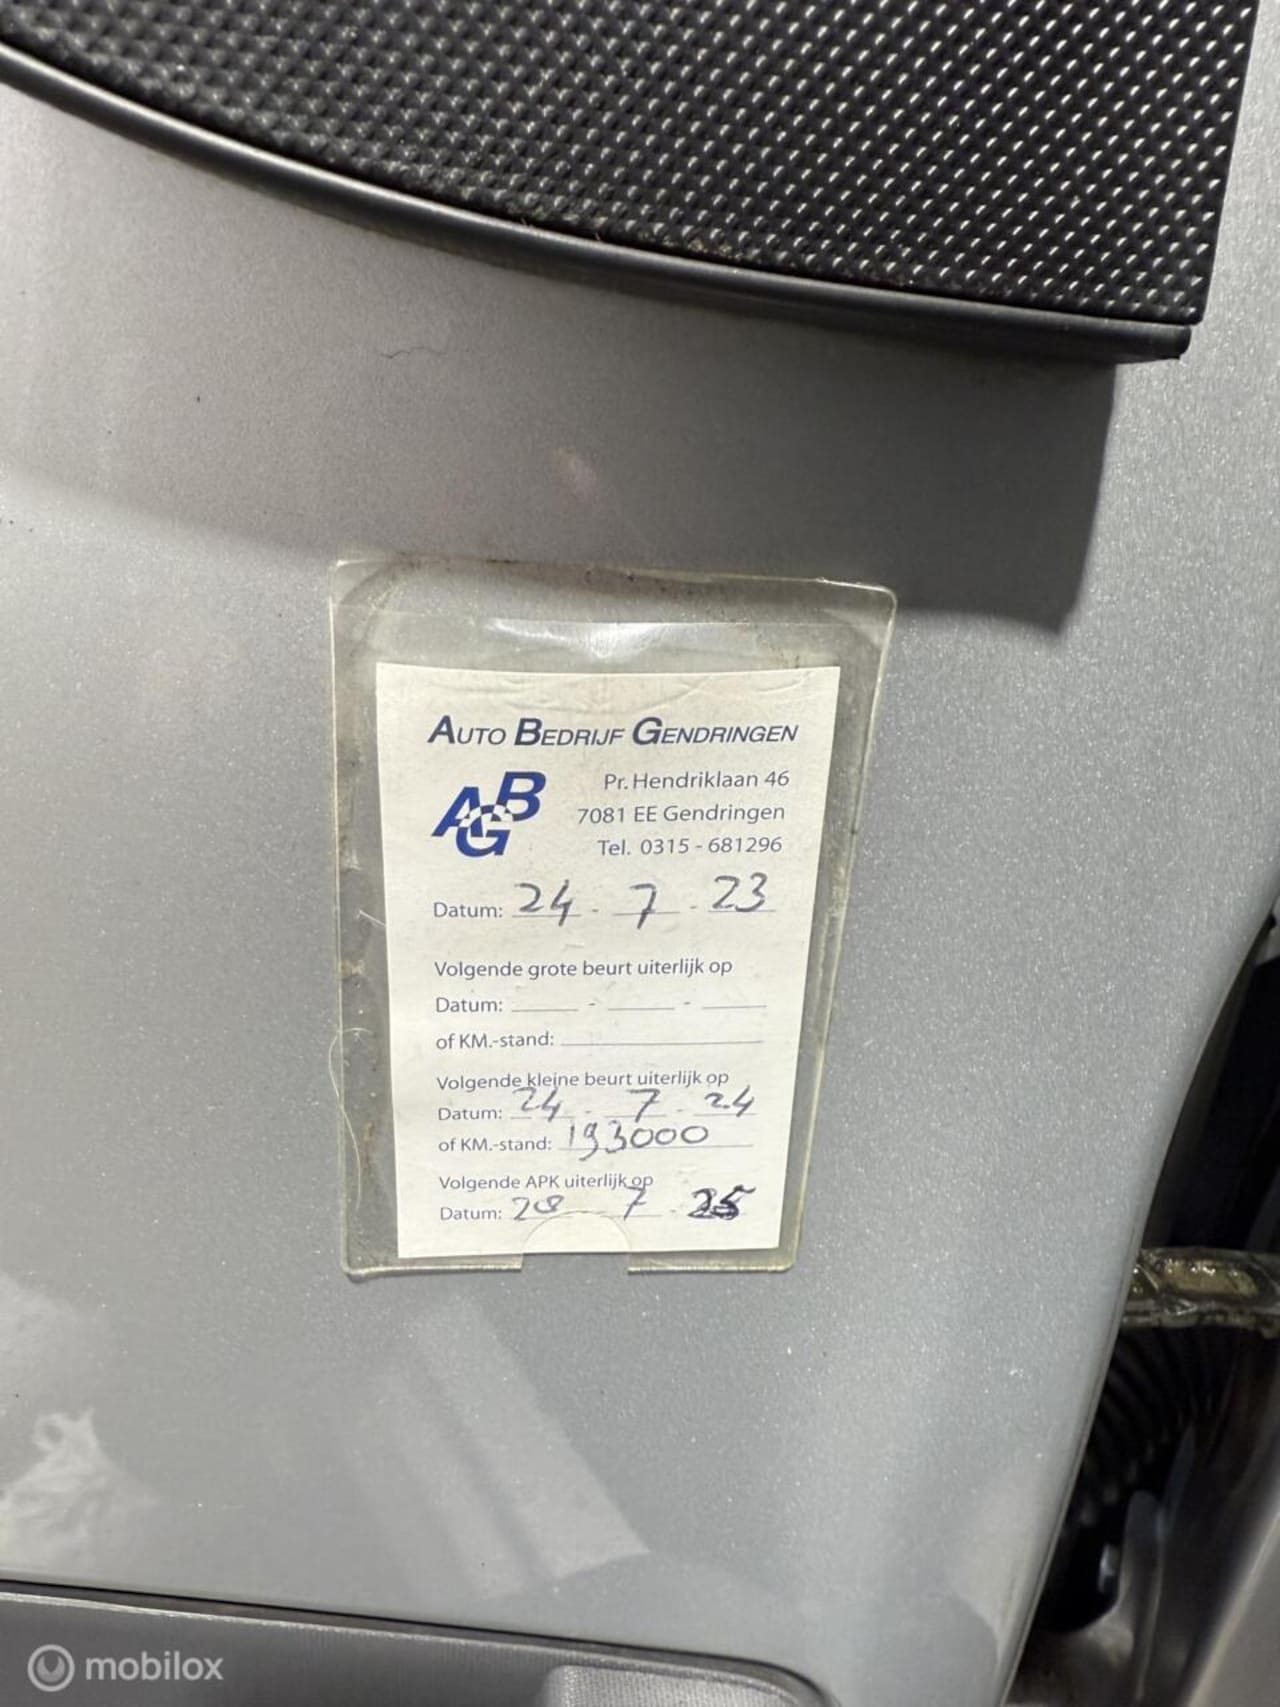 AUTO BEDRIJF GENDRINGEN
ABG
Pr. Hendriklaan 46
7081 EE Gendringen
Tel. 0315 - 681296
Datum: 24 - 7 - 23
Volgende grote beurt uiterlijk op
Datum: - -
of KM.-stand:
Volgende kleine beurt uiterlijk op
Datum: 24 - 7 - 24
of KM.-stand: 193000
Volgende APK uiterlijk op
Datum: 28 7 - 25
mobilox